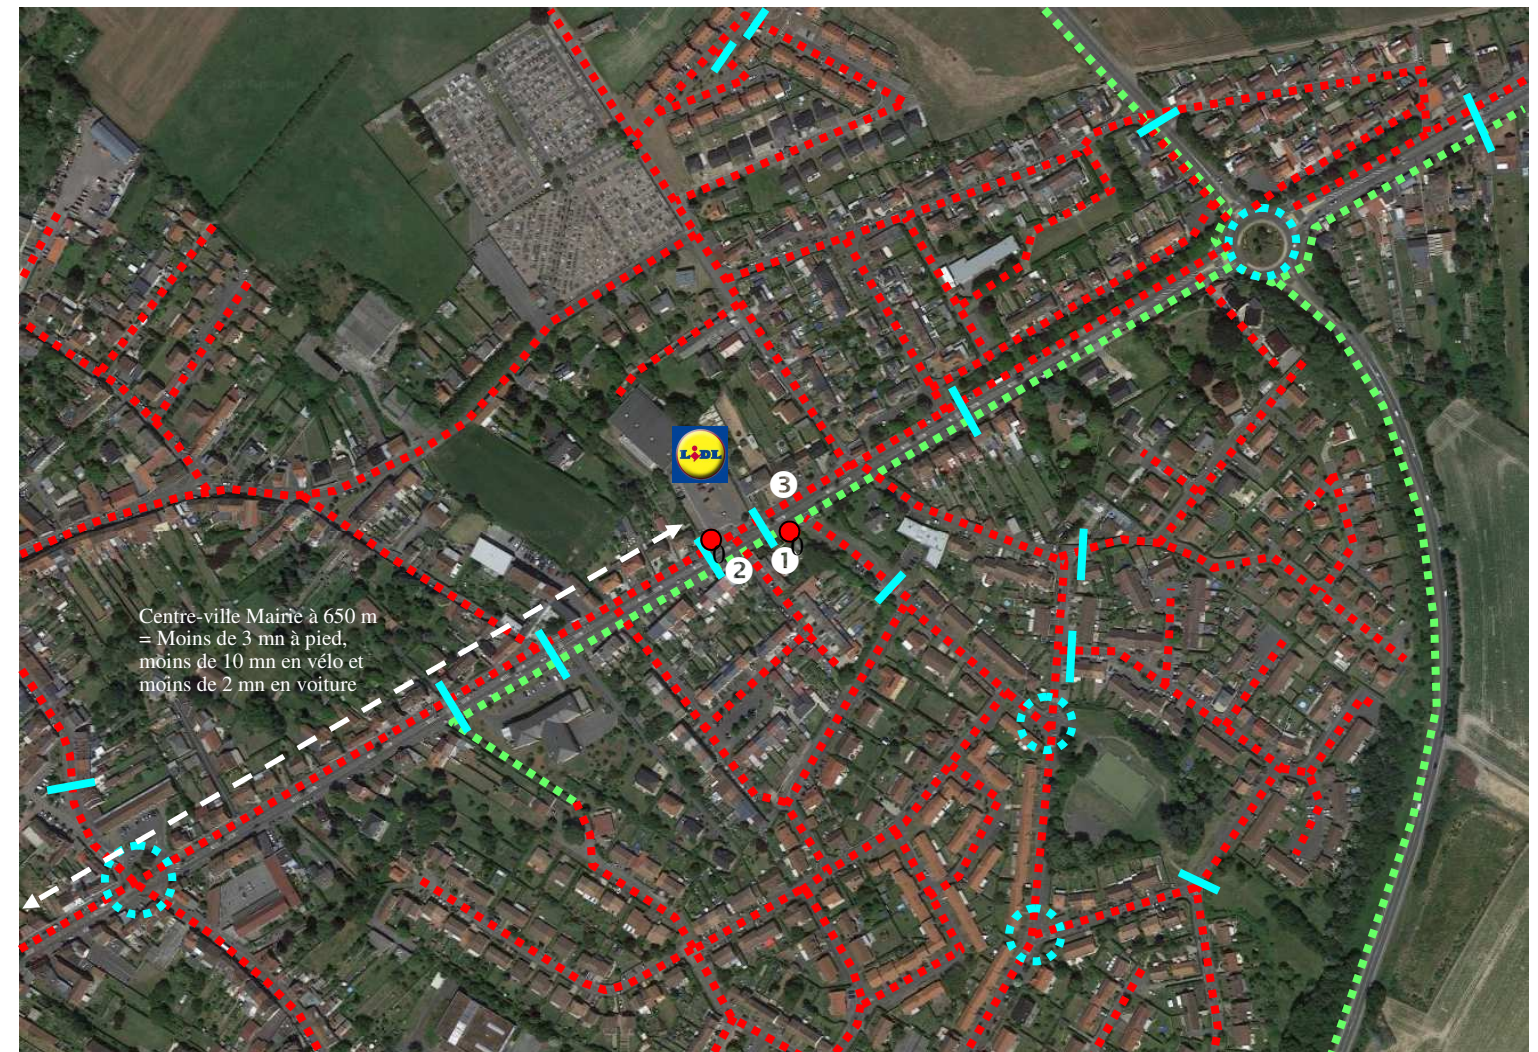 LIDL
3
2
1
Centre-ville Mairie à 650 m
= Moins de 3 mn à pied,
moins de 10 mn en vélo et
moins de 2 mn en voiture